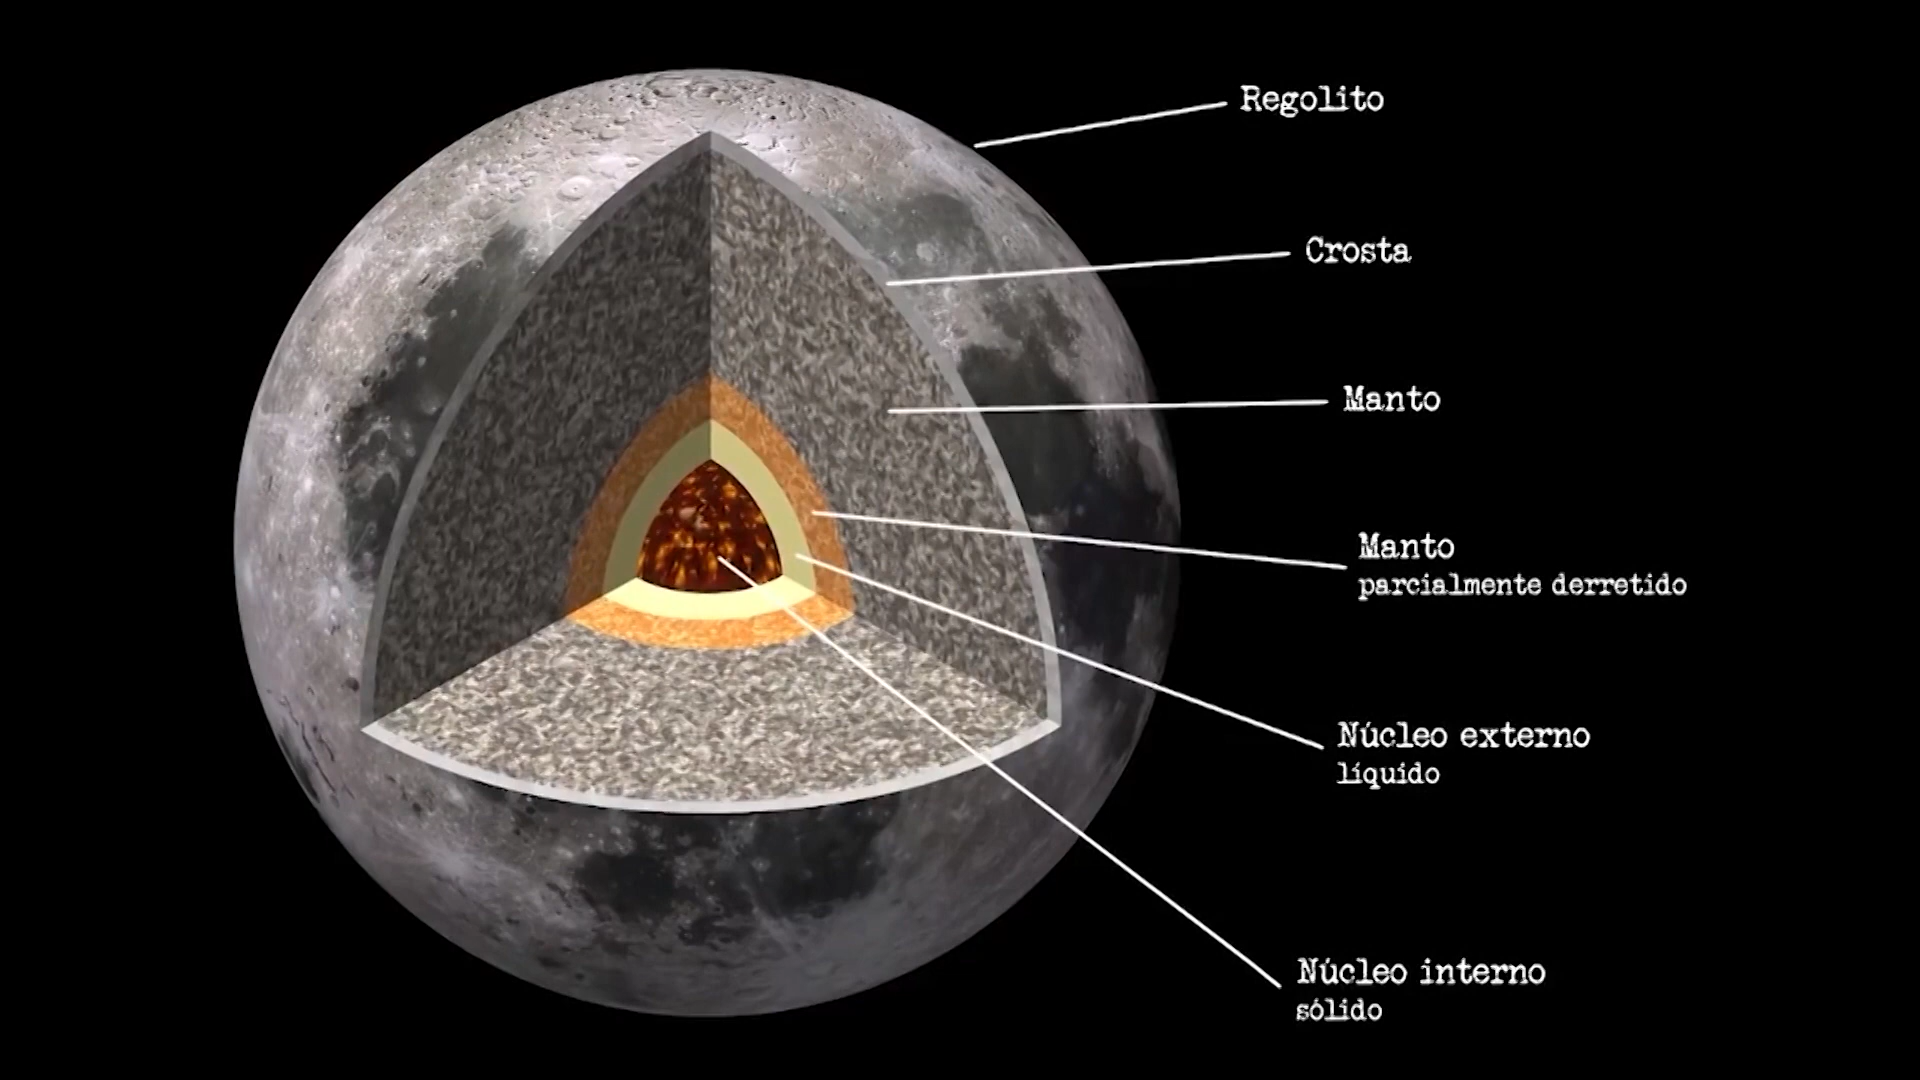 Regolito
Crosta
Manto
Manto
parcialmente derretido
Núcleo externo
líquido
Núcleo interno
sólido